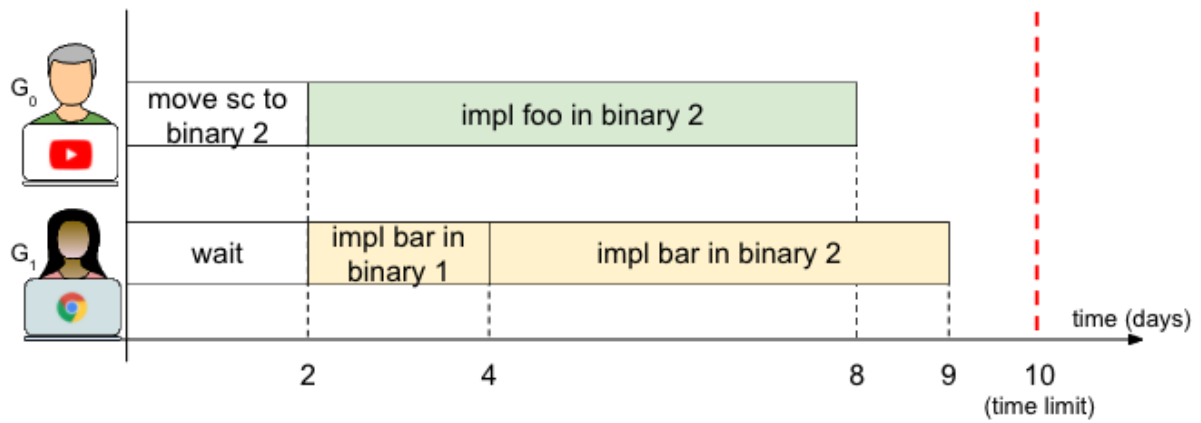 G0
move sc to
binary 2
impl foo in binary 2
G1
wait
impl bar in
binary 1
impl bar in binary 2
time (days)
2
4
8
9
10
(time limit)